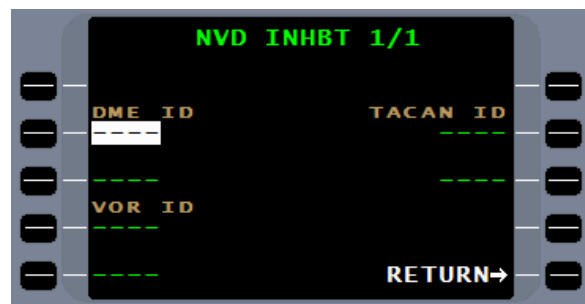 NVD INHBT 1/1
DME ID TACAN ID
---- ----
---- ----
VOR ID
----
---- RETURN→